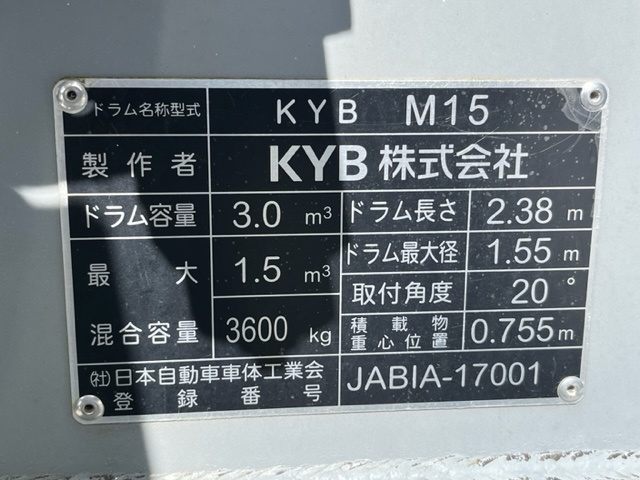 ドラム名称型式 KYB M15
製作者 KYB株式会社
ドラム容量 3.0 m3 ドラム長さ 2.38 m
最大 1.5 m3 ドラム最大径 1.55 m
取付角度 20°
混合容量 3600 kg 積載物重心位置 0.755m
(社)日本自動車車体工業会
登録番号 JABIA-17001